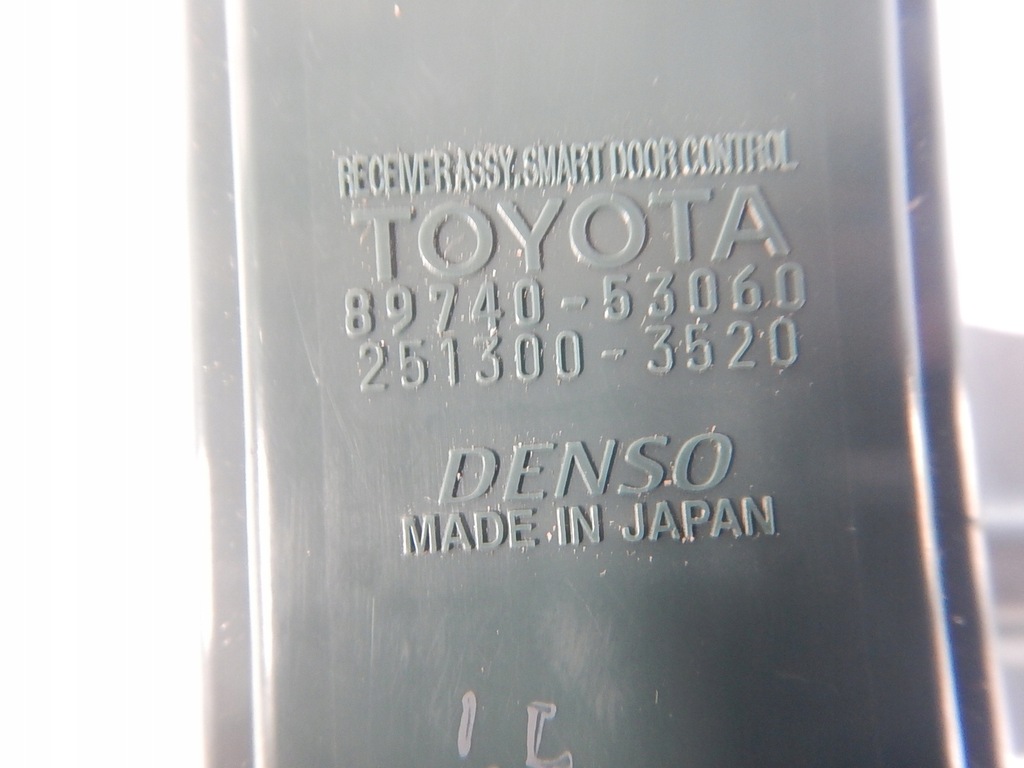 RECEIVER ASSY, SMART DOOR CONTROL
TOYOTA
89740-53060
251300-3520
DENSO
MADE IN JAPAN